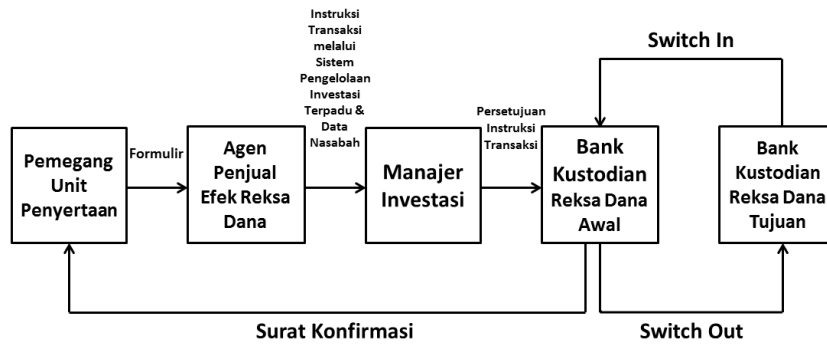 Pemegang
Unit
Penyertaan
Formulir
Agen
Penjual
Efek Reksa
Dana
Instruksi
Transaksi
melalui
Sistem
Pengelolaan
Investasi
Terpadu &
Data
Nasabah
Manajer
Investasi
Persetujuan
Instruksi
Transaksi
Bank
Kustodian
Reksa Dana
Awal
Switch In
Bank
Kustodian
Reksa Dana
Tujuan
Surat Konfirmasi
Switch Out